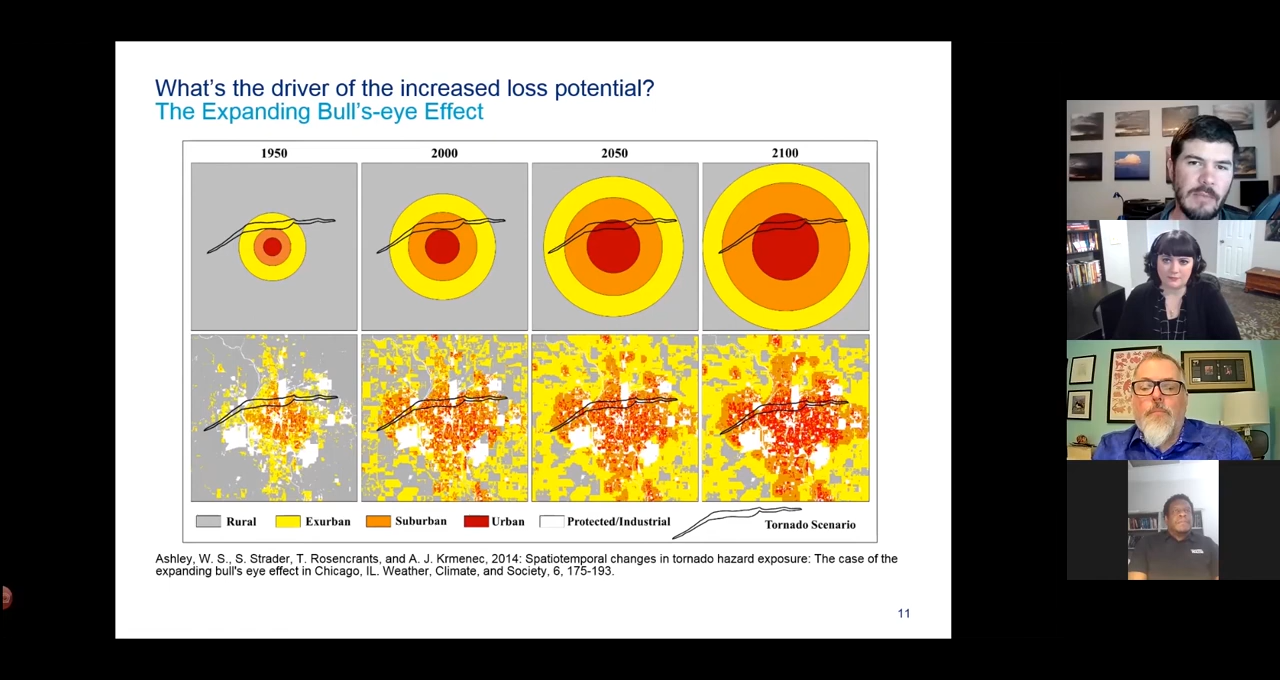 What's the driver of the increased loss potential?
The Expanding Bull's-eye Effect
1950
2000
2050
2100
Rural
Exurban
Suburban
Urban
Protected/Industrial
Tornado Scenario
Ashley, W. S., S. Strader, T. Rosencrants, and A. J. Krmenec, 2014: Spatiotemporal changes in tornado hazard exposure: The case of the
expanding bull's eye effect in Chicago, IL. Weather, Climate, and Society, 6, 175-193.
11